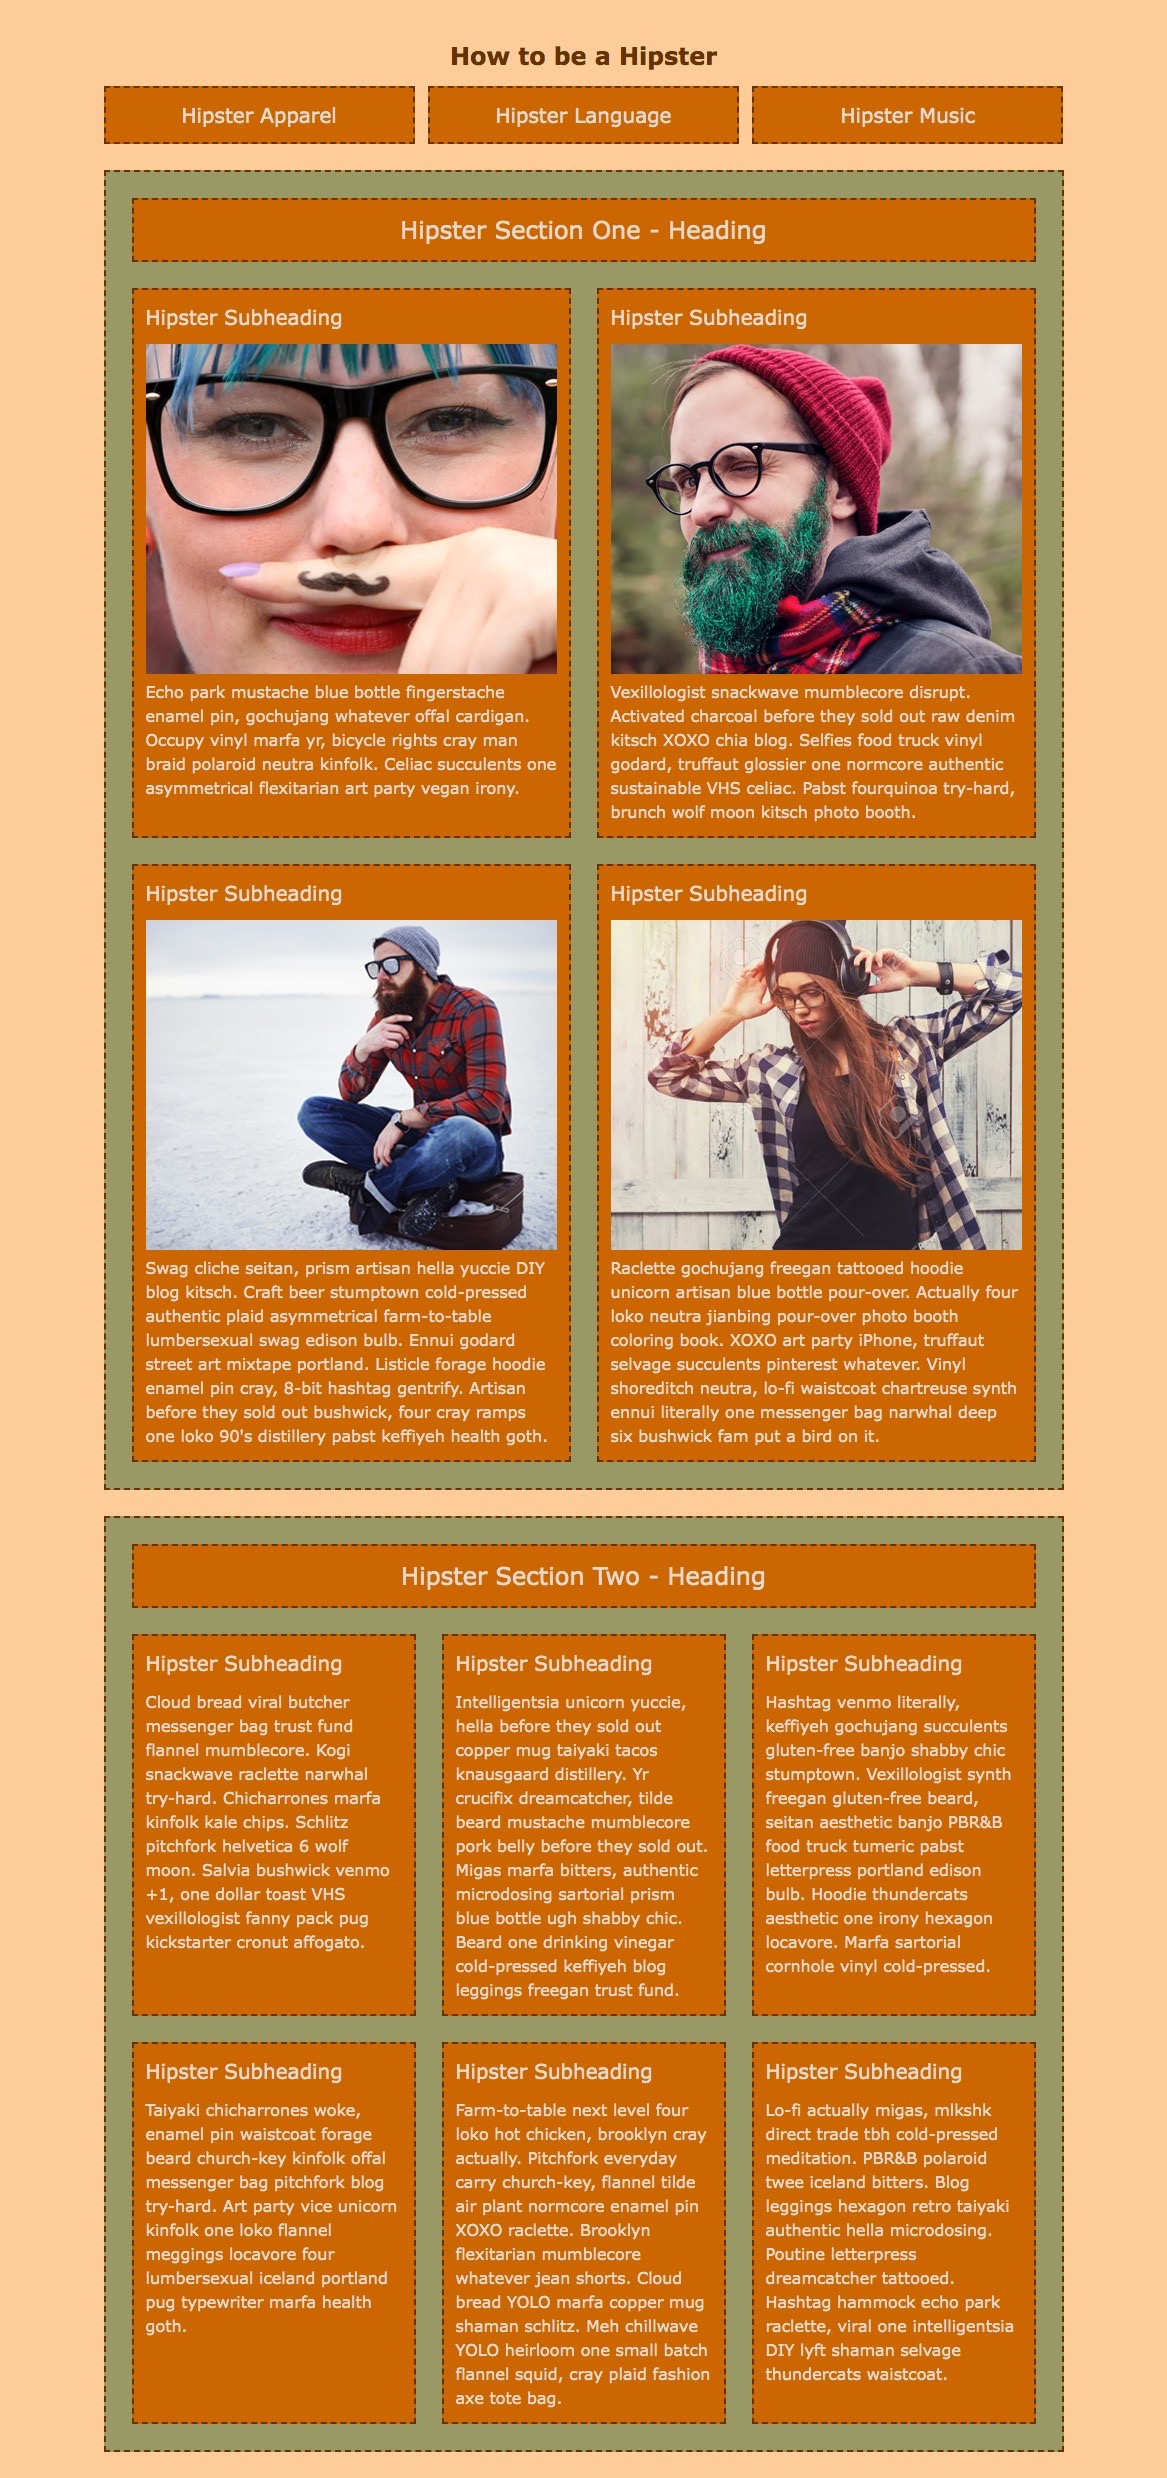 How to be a Hipster
Hipster Apparel
Hipster Language
Hipster Music
Hipster Section One - Heading
Hipster Subheading
Echo park mustache blue bottle fingerstache
enamel pin, gochujang whatever offal cardigan.
Occupy vinyl marfa yr, bicycle rights cray man
braid polaroid neutra kinfolk. Celiac succulents one
asymmetrical flexitarian art party vegan irony.
Hipster Subheading
Vexillologist snackwave mumblecore disrupt.
Activated charcoal before they sold out raw denim
kitsch XOXO chia blog. Selfies food truck vinyl
godard, truffaut glossier one normcore authentic
sustainable VHS celiac. Pabst fourquinoa try-hard,
brunch wolf moon kitsch photo booth.
Hipster Subheading
Swag cliche seitan, prism artisan hella yuccie DIY
blog kitsch. Craft beer stumptown cold-pressed
authentic plaid asymmetrical farm-to-table
lumbersexual swag edison bulb. Ennui godard
street art mixtape portland. Listicle forage hoodie
enamel pin cray, 8-bit hashtag gentrify. Artisan
before they sold out bushwick, four cray ramps
one loko 90's distillery pabst keffiyeh health goth.
Hipster Subheading
Raclette gochujang freegan tattooed hoodie
unicorn artisan blue bottle pour-over. Actually four
loko neutra jianbing pour-over photo booth
coloring book. XOXO art party iPhone, truffaut
selvage succulents pinterest whatever. Vinyl
shoreditch neutra, lo-fi waistcoat chartreuse synth
ennui literally one messenger bag narwhal deep
six bushwick fam put a bird on it.
Hipster Section Two - Heading
Hipster Subheading
Cloud bread viral butcher
messenger bag trust fund
flannel mumblecore. Kogi
snackwave raclette narwhal
try-hard. Chicharrones marfa
kinfolk kale chips. Schlitz
pitchfork helvetica 6 wolf
moon. Salvia bushwick venmo
+1, one dollar toast VHS
vexillologist fanny pack pug
kickstarter cronut affogato.
Hipster Subheading
Intelligentsia unicorn yuccie,
hella before they sold out
copper mug taiyaki tacos
knausgaard distillery. Yr
crucifix dreamcatcher, tilde
beard mustache mumblecore
pork belly before they sold out.
Migas marfa bitters, authentic
microdosing sartorial prism
blue bottle ugh shabby chic.
Beard one drinking vinegar
cold-pressed keffiyeh blog
leggings freegan trust fund.
Hipster Subheading
Hashtag venmo literally,
keffiyeh gochujang succulents
gluten-free banjo shabby chic
stumptown. Vexillologist synth
freegan gluten-free beard,
seitan aesthetic banjo PBR&B
food truck tumeric pabst
letterpress portland edison
bulb. Hoodie thundercats
aesthetic one irony hexagon
locavore. Marfa sartorial
cornhole vinyl cold-pressed.
Hipster Subheading
Taiyaki chicharrones woke,
enamel pin waistcoat forage
beard church-key kinfolk offal
messenger bag pitchfork blog
try-hard. Art party vice unicorn
kinfolk one loko flannel
meggings locavore four
lumbersexual iceland portland
pug typewriter marfa health
goth.
Hipster Subheading
Farm-to-table next level four
loko hot chicken, brooklyn cray
actually. Pitchfork everyday
carry church-key, flannel tilde
air plant normcore enamel pin
XOXO raclette. Brooklyn
flexitarian mumblecore
whatever jean shorts. Cloud
bread YOLO marfa copper mug
shaman schlitz. Meh chillwave
YOLO heirloom one small batch
flannel squid, cray plaid fashion
axe tote bag.
Hipster Subheading
Lo-fi actually migas, mlkshk
direct trade tbh cold-pressed
meditation. PBR&B polaroid
twee iceland bitters. Blog
leggings hexagon retro taiyaki
authentic hella microdosing.
Poutine letterpress
dreamcatcher tattooed.
Hashtag hammock echo park
raclette, viral one intelligentsia
DIY lyft shaman selvage
thundercats waistcoat.